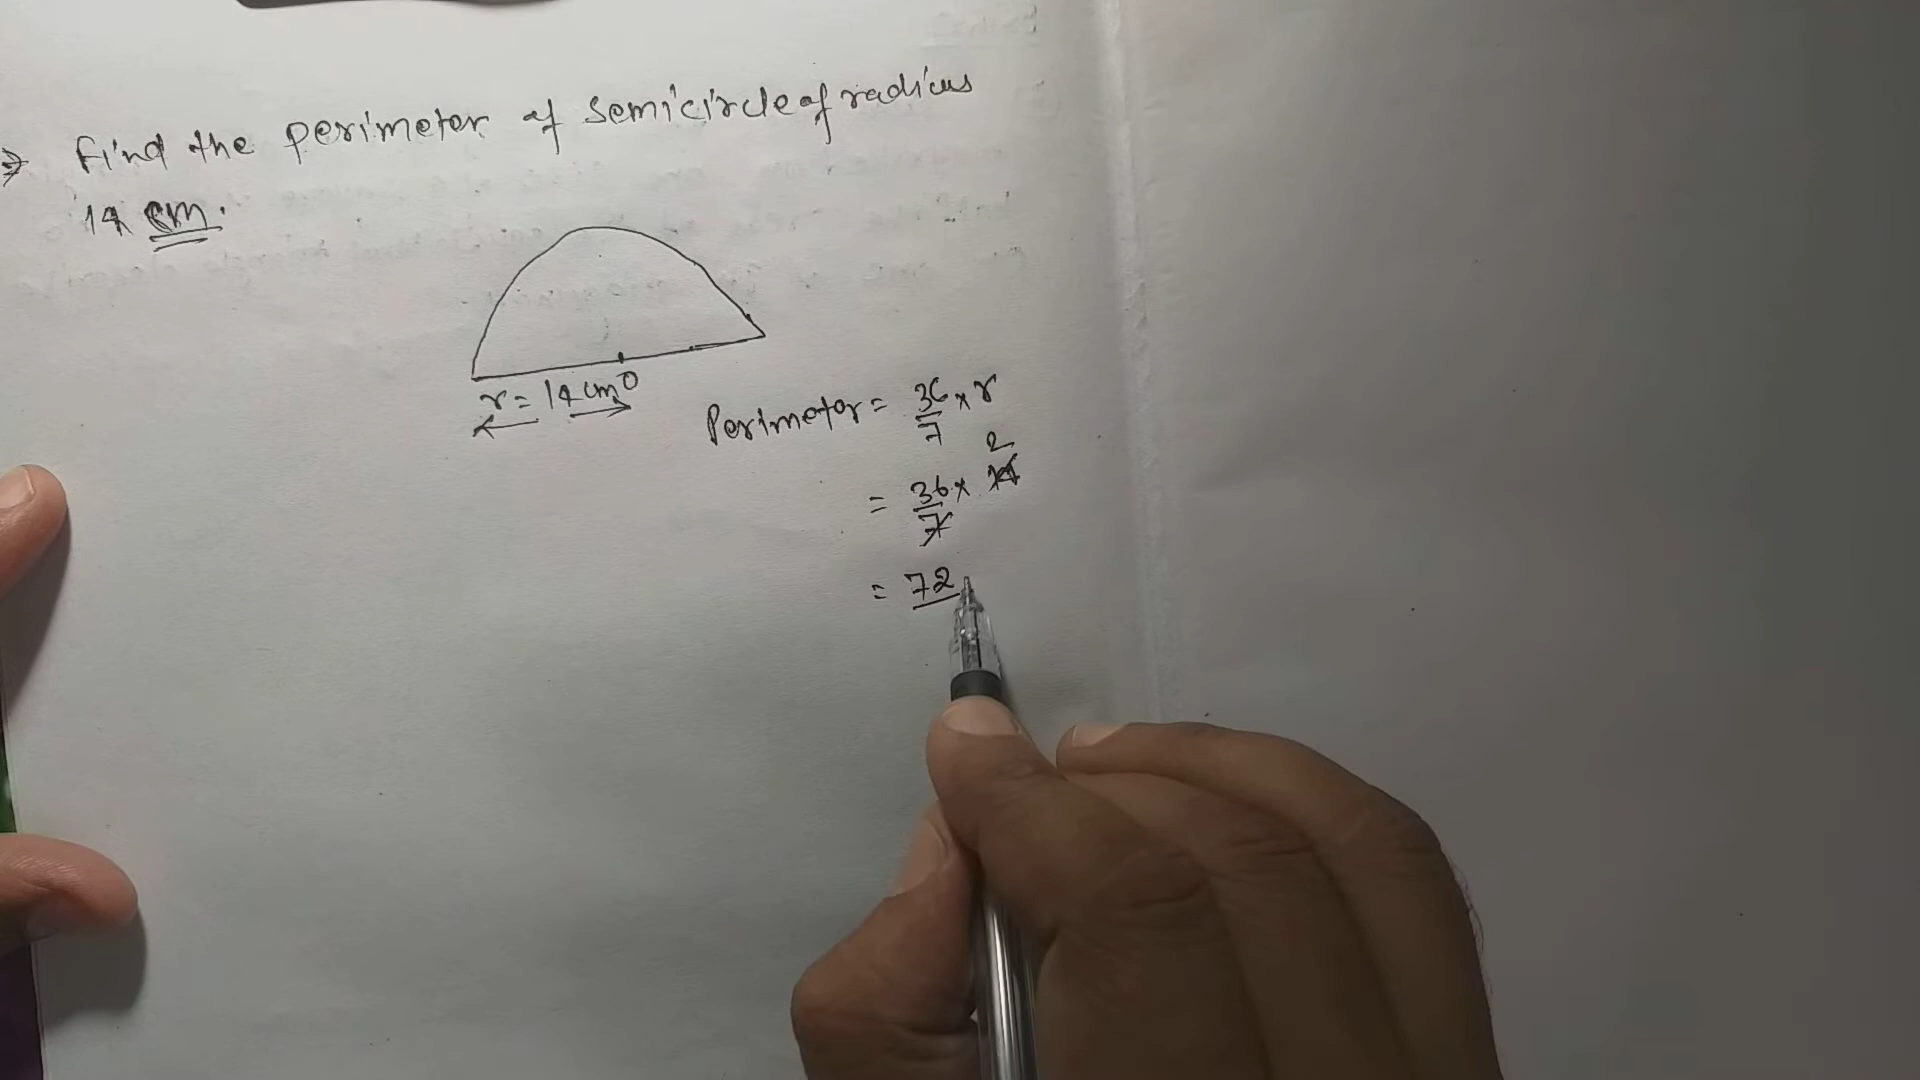 ⇒ Find the perimeter of semicircle of radius
14 cm.
r = 14 cm O
Perimeter = 36/7 × r
= 36/7 × 14 2
= 72